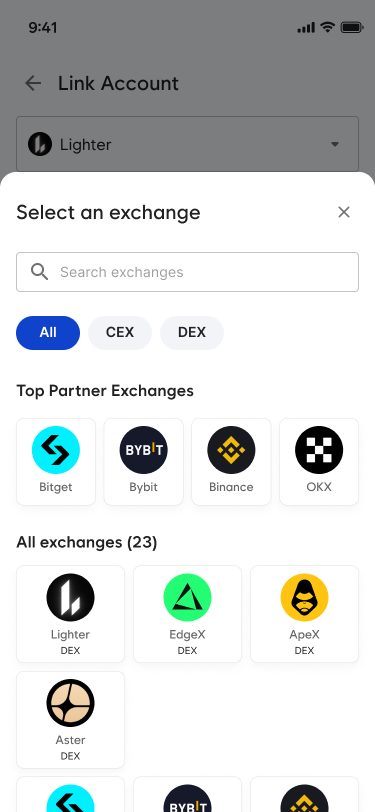 9:41
Link Account
Lighter
Select an exchange
Search exchanges
All CEX DEX
Top Partner Exchanges
BYB!T
Bitget Bybit Binance OKX
All exchanges (23)
Lighter EdgeX ApeX
DEX DEX DEX
Aster
DEX
BYB!T